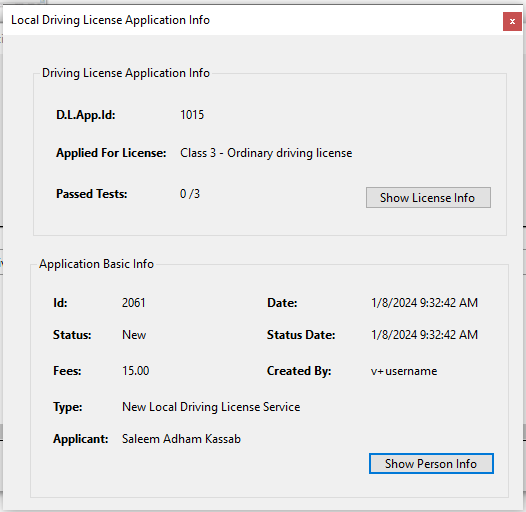 Local Driving License Application Info
x
Driving License Application Info
D.L.App.Id: 1015
Applied For License: Class 3 - Ordinary driving license
Passed Tests: 0 /3
Show License Info
Application Basic Info
Id: 2061 Date: 1/8/2024 9:32:42 AM
Status: New Status Date: 1/8/2024 9:32:42 AM
Fees: 15.00 Created By: v+username
Type: New Local Driving License Service
Applicant: Saleem Adham Kassab
Show Person Info